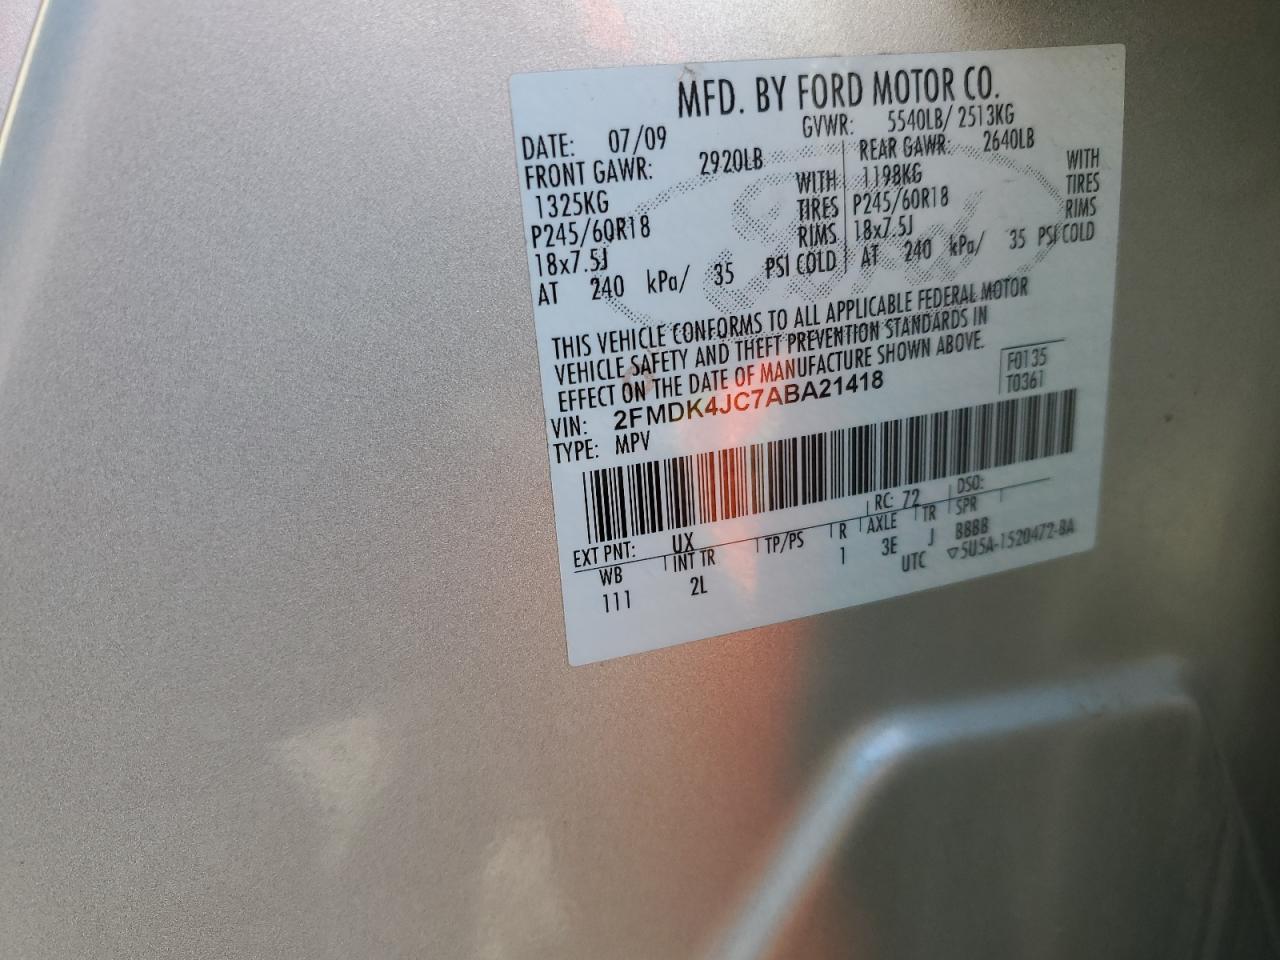 MFD. BY FORD MOTOR CO.
DATE: 07/09 GVWR: 5540LB/ 2513KG
FRONT GAWR: 2920LB REAR GAWR: 2640LB
1325KG WITH 1198KG WITH
P245/60R18 TIRES P245/60R18 TIRES
18x7.5J RIMS 18x7.5J RIMS
AT 240 kPa/ 35 PSI COLD AT 240 kPa/ 35 PSI COLD
THIS VEHICLE CONFORMS TO ALL APPLICABLE FEDERAL MOTOR
VEHICLE SAFETY AND THEFT PREVENTION STANDARDS IN
EFFECT ON THE DATE OF MANUFACTURE SHOWN ABOVE.
F0135
VIN: 2FMDK4JC7ABA21418 T0361
TYPE: MPV
EXT PNT: UX RC: 72 DSO:
WB INT TR TP/PS R AXLE TR SPR
111 2L 1 3E J BBBB
UTC ▽5U5A-1520472-BA